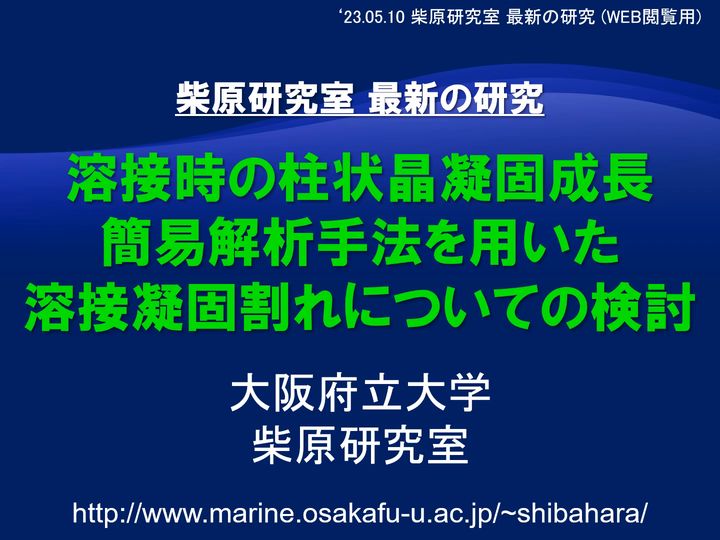 ‘23.05.10 柴原研究室 最新の研究 (WEB閲覧用)
柴原研究室 最新の研究
溶接時の柱状晶凝固成長
簡易解析手法を用いた
溶接凝固割れについての検討
大阪府立大学
柴原研究室
http://www.marine.osakafu-u.ac.jp/~shibahara/